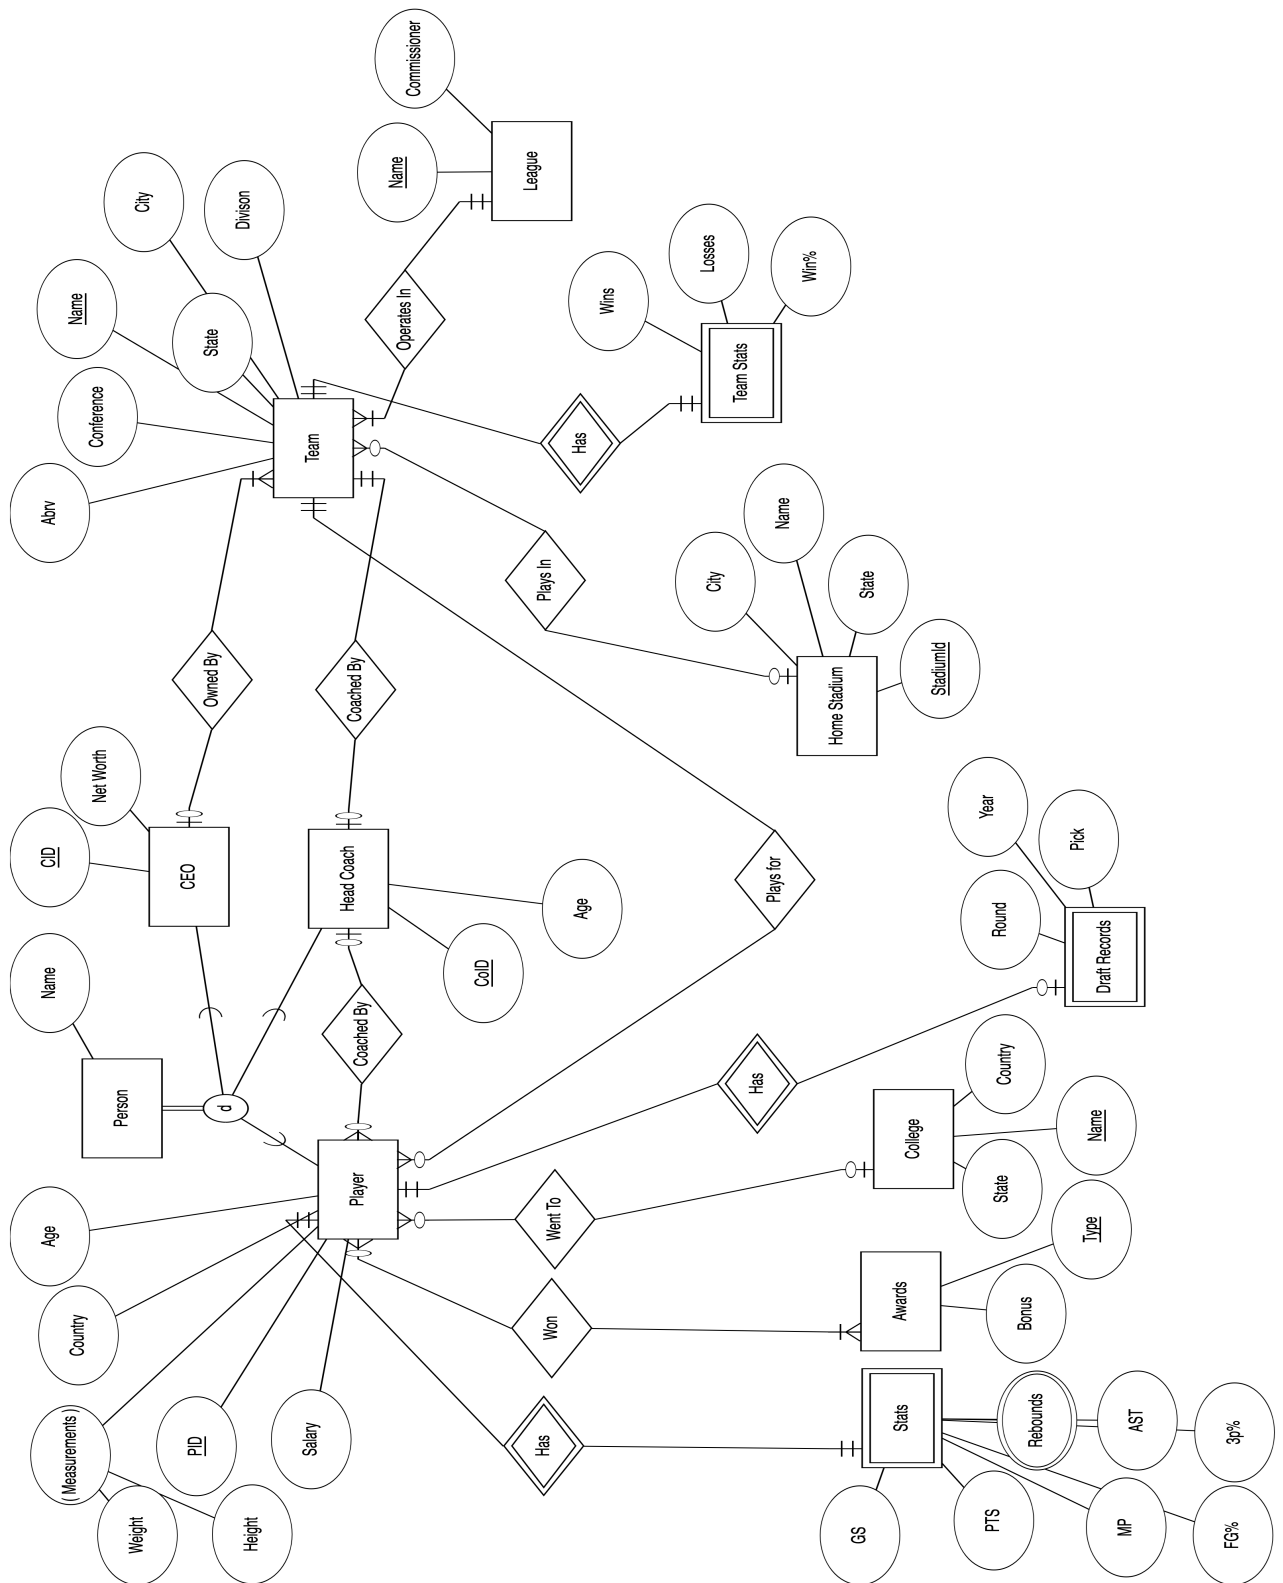 Commissioner
Name
League
City
Divison
Name
State
Conference
Abrv
Team
Operates In
Wins
Losses
Win%
Team Stats
Has
Plays In
City
Name
State
StadiumId
Home Stadium
Owned By
Coached By
Net Worth
CID
CEO
Head Coach
Age
CoID
Plays for
Year
Pick
Round
Draft Records
Name
Person
d
Coached By
Has
Country
Name
State
College
Age
Country
Player
Went To
Won
Type
Bonus
Awards
( Measurements )
Weight
Height
PID
Salary
Has
Stats
Rebounds
AST
3p%
GS
PTS
MP
FG%